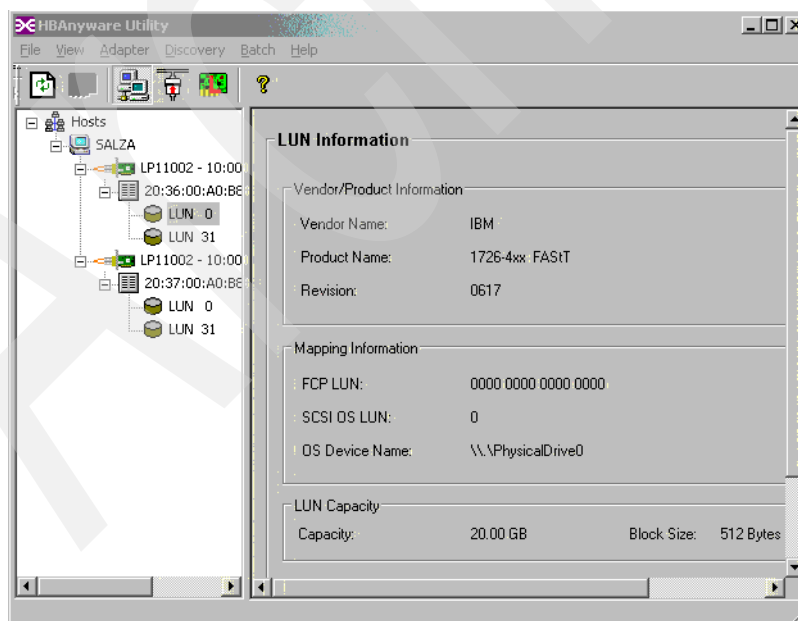 HBAnyware Utility
File View Adapter Discovery Batch Help
Hosts
SALZA
LP11002 - 10:00
20:36:00:A0:B8
LUN 0
LUN 31
LP11002 - 10:00
20:37:00:A0:B8
LUN 0
LUN 31
LUN Information
Vendor/Product Information
Vendor Name: IBM
Product Name: 1726-4xx FAStT
Revision: 0617
Mapping Information
FCP LUN: 0000 0000 0000 0000
SCSI OS LUN: 0
OS Device Name: \\.\PhysicalDrive0
LUN Capacity
Capacity: 20.00 GB Block Size: 512 Bytes